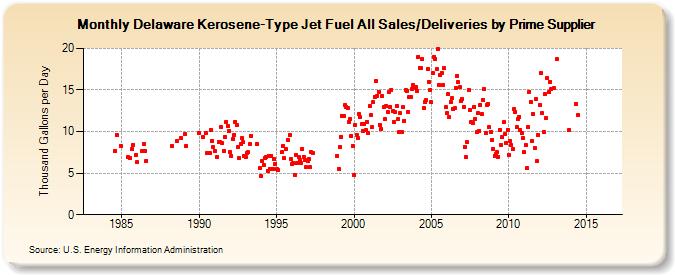 Monthly Delaware Kerosene-Type Jet Fuel All Sales/Deliveries by Prime Supplier
Thousand Gallons per Day
20
15
10
5
0
1985 1990 1995 2000 2005 2010 2015
Source: U.S. Energy Information Administration